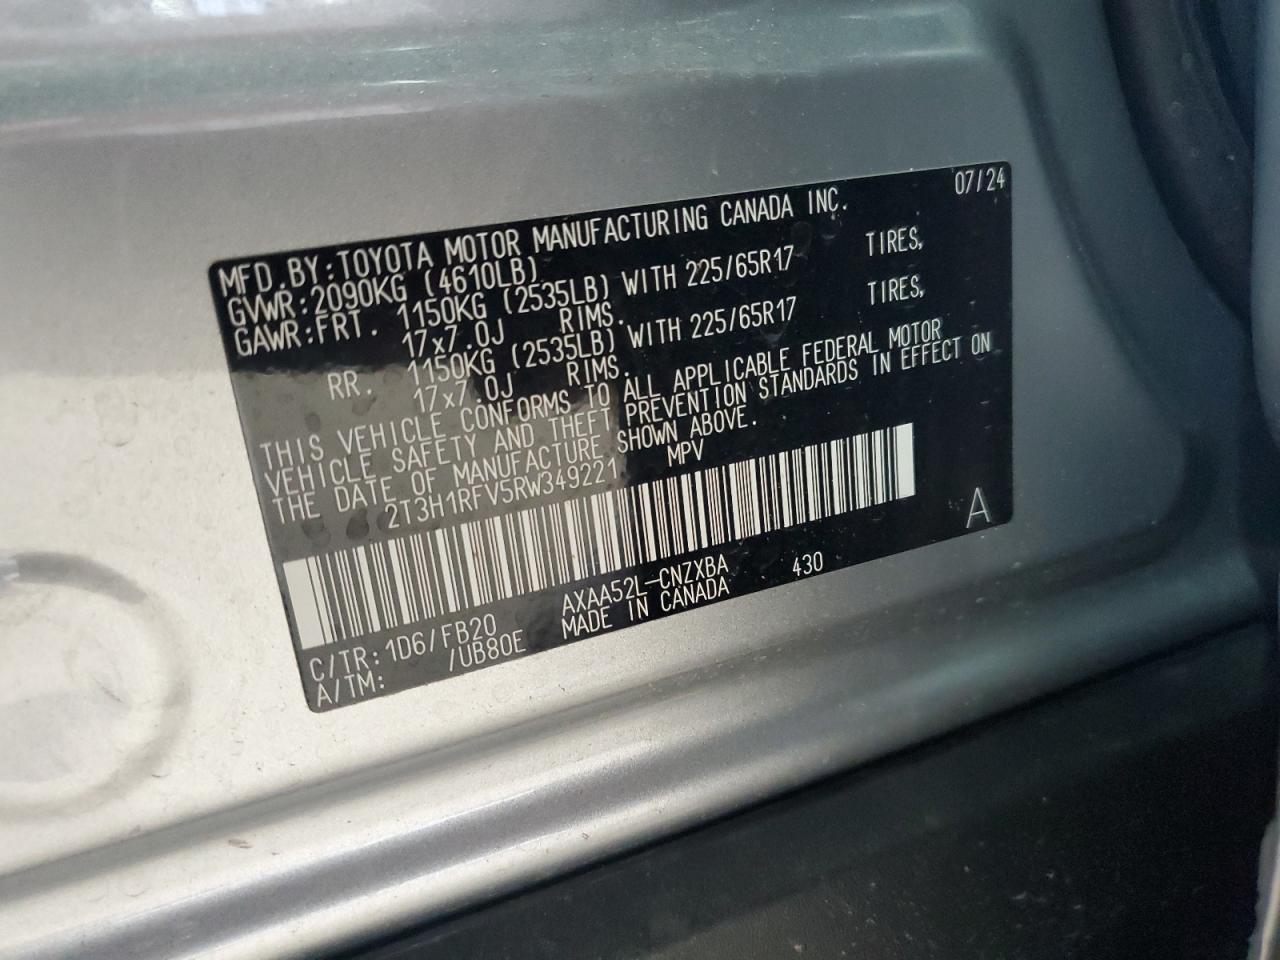 07/24
MFD.BY:TOYOTA MOTOR MANUFACTURING CANADA INC.
GVWR:2090KG (4610LB)
GAWR:FRT. 1150KG (2535LB) WITH 225/65R17 TIRES,
17x7.0J RIMS.
RR. 1150KG (2535LB) WITH 225/65R17 TIRES,
17x7.0J RIMS.
THIS VEHICLE CONFORMS TO ALL APPLICABLE FEDERAL MOTOR
VEHICLE SAFETY AND THEFT PREVENTION STANDARDS IN EFFECT ON
THE DATE OF MANUFACTURE SHOWN ABOVE.
2T3H1RFV5RW349221 MPV
A
C/TR:1D6/FB20 AXAA52L-CNZXBA 430
A/TM: /UB80E MADE IN CANADA